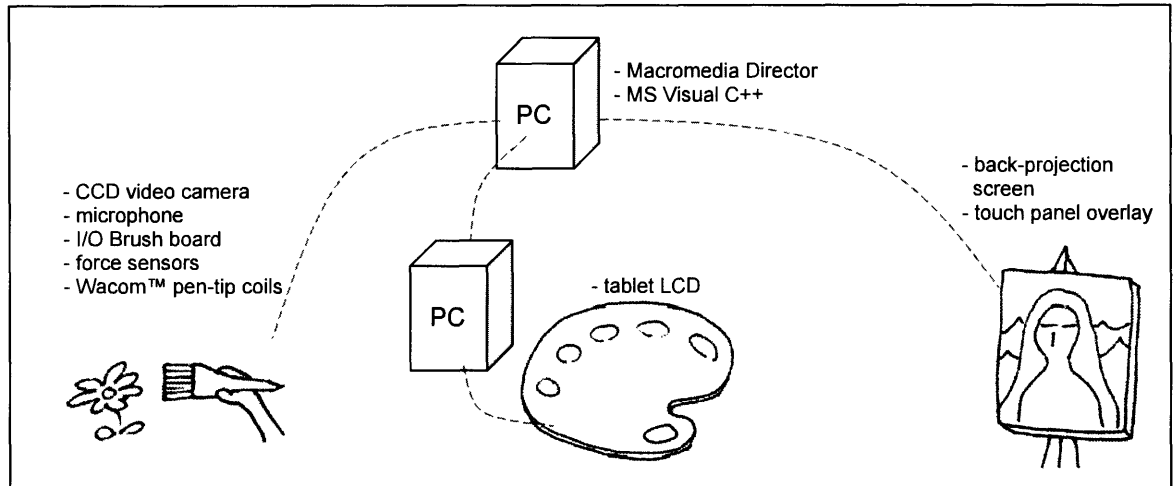 PC
- Macromedia Director
- MS Visual C++
- CCD video camera
- microphone
- I/O Brush board
- force sensors
- Wacom™ pen-tip coils
- back-projection
screen
- touch panel overlay
PC
- tablet LCD